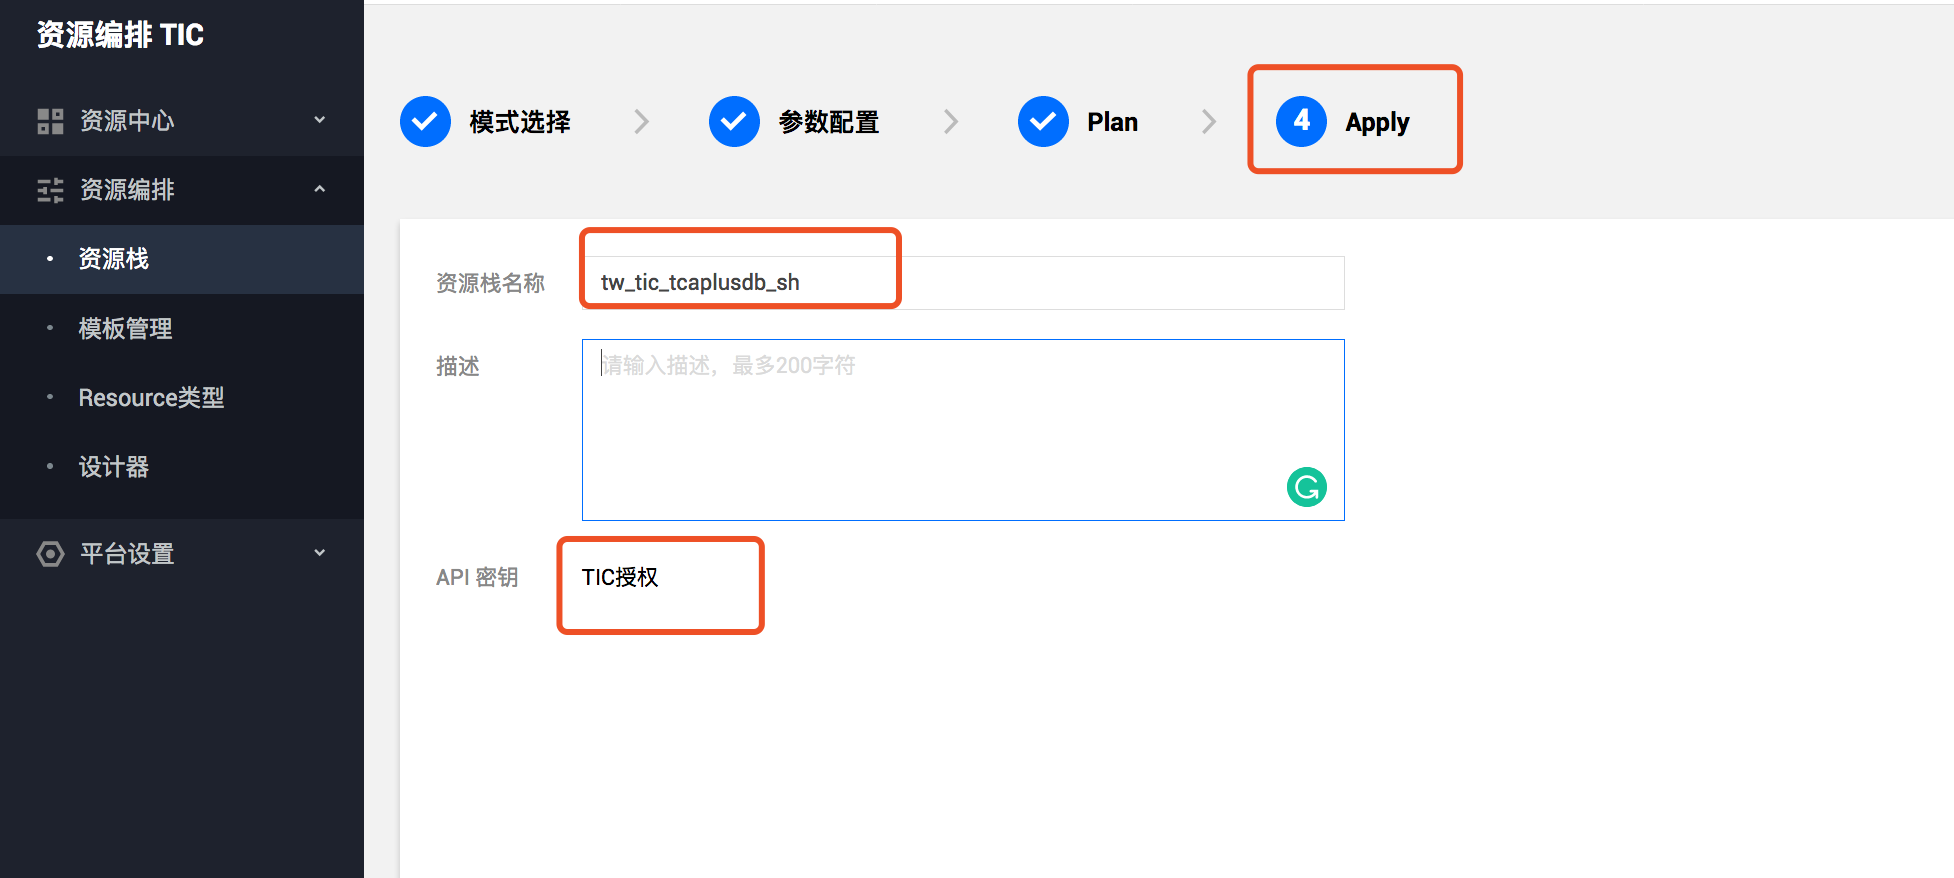 资源编排 TIC
资源中心
资源编排
资源栈
模板管理
Resource类型
设计器
平台设置
模式选择
参数配置
Plan
4 Apply
资源栈名称 tw_tic_tcaplusdb_sh
描述 请输入描述，最多200字符
API 密钥 TIC授权